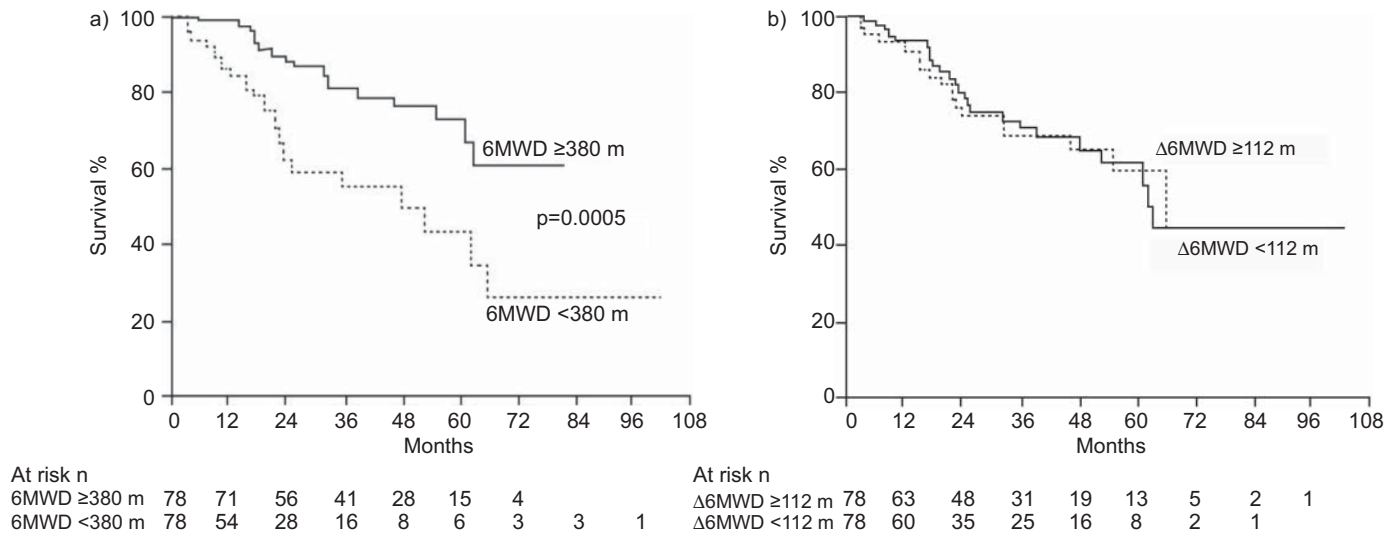 a)
100
80
60
40
20
0
Survival %
6MWD ≥380 m
p=0.0005
6MWD <380 m
0 12 24 36 48 60 72 84 96 108
Months
At risk n
6MWD ≥380 m 78 71 56 41 28 15 4
6MWD <380 m 78 54 28 16 8 6 3 3 1
b)
100
80
60
40
20
0
Survival %
Δ6MWD ≥112 m
Δ6MWD <112 m
0 12 24 36 48 60 72 84 96 108
Months
At risk n
Δ6MWD ≥112 m 78 63 48 31 19 13 5 2 1
Δ6MWD <112 m 78 60 35 25 16 8 2 1